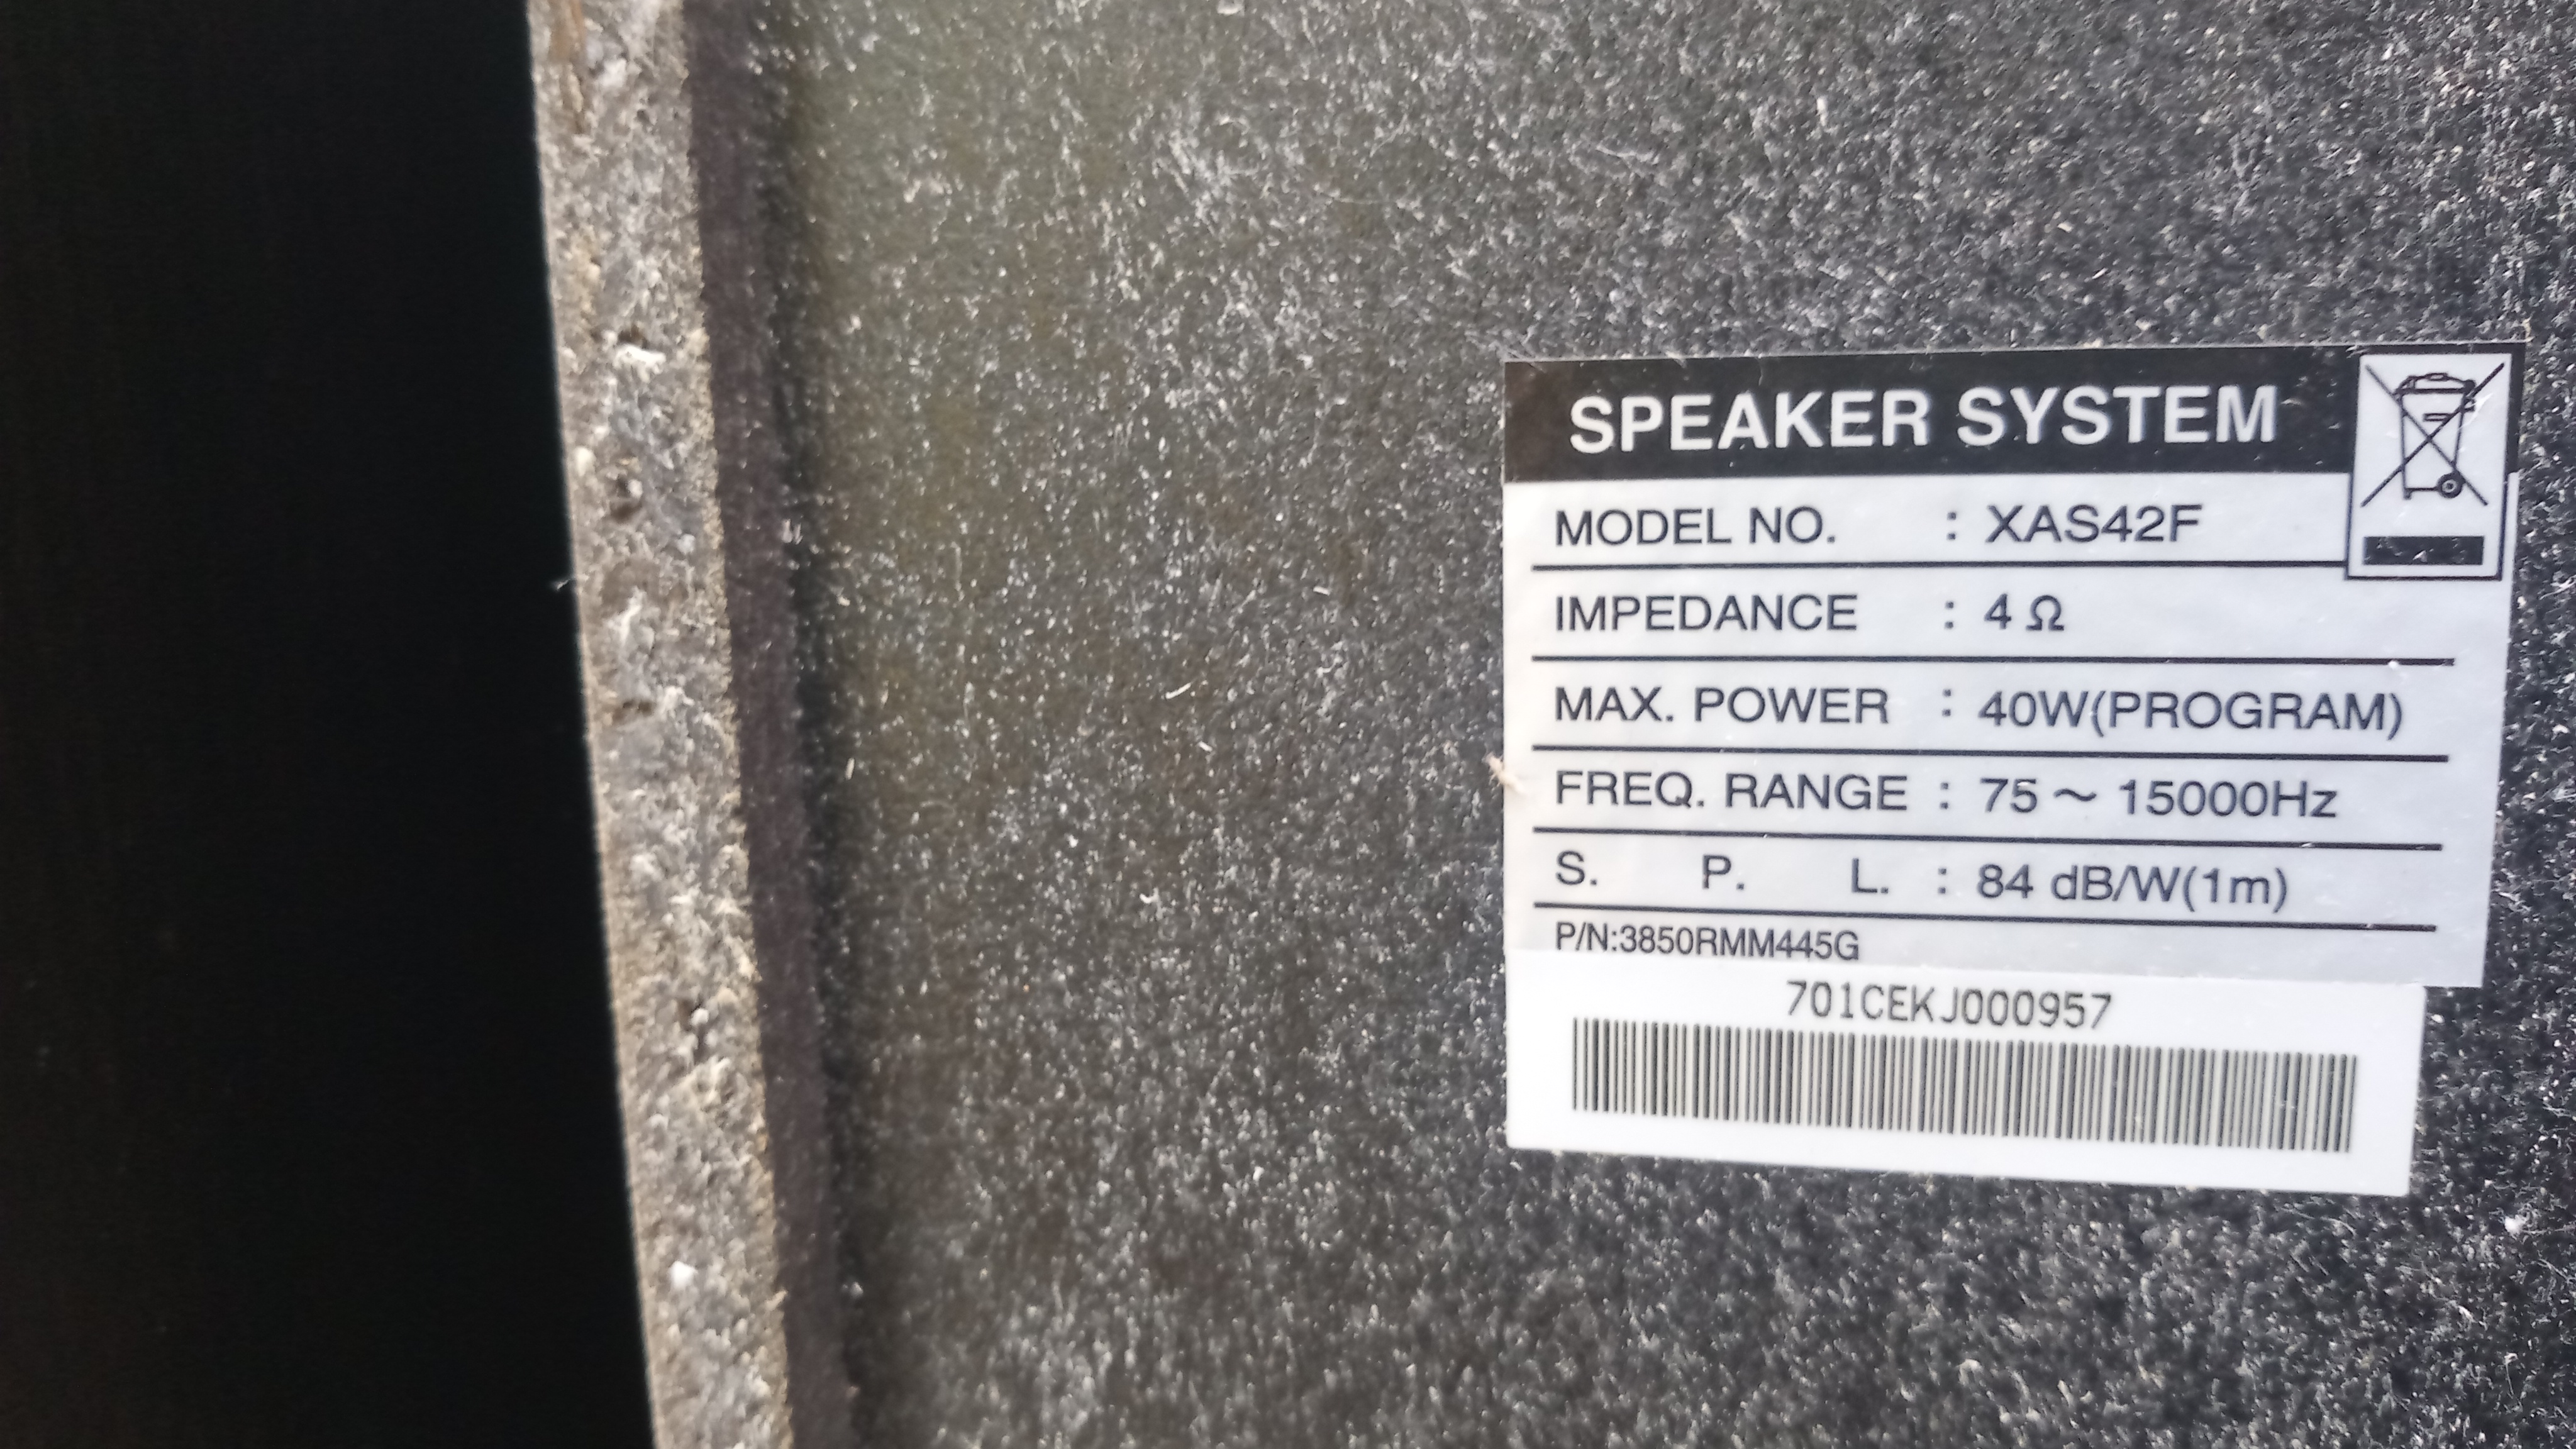 SPEAKER SYSTEM
MODEL NO. : XAS42F
IMPEDANCE : 4 Ω
MAX. POWER : 40W(PROGRAM)
FREQ. RANGE : 75 ~ 15000Hz
S. P. L. : 84 dB/W(1m)
P/N:3850RMM445G
701CEKJ000957